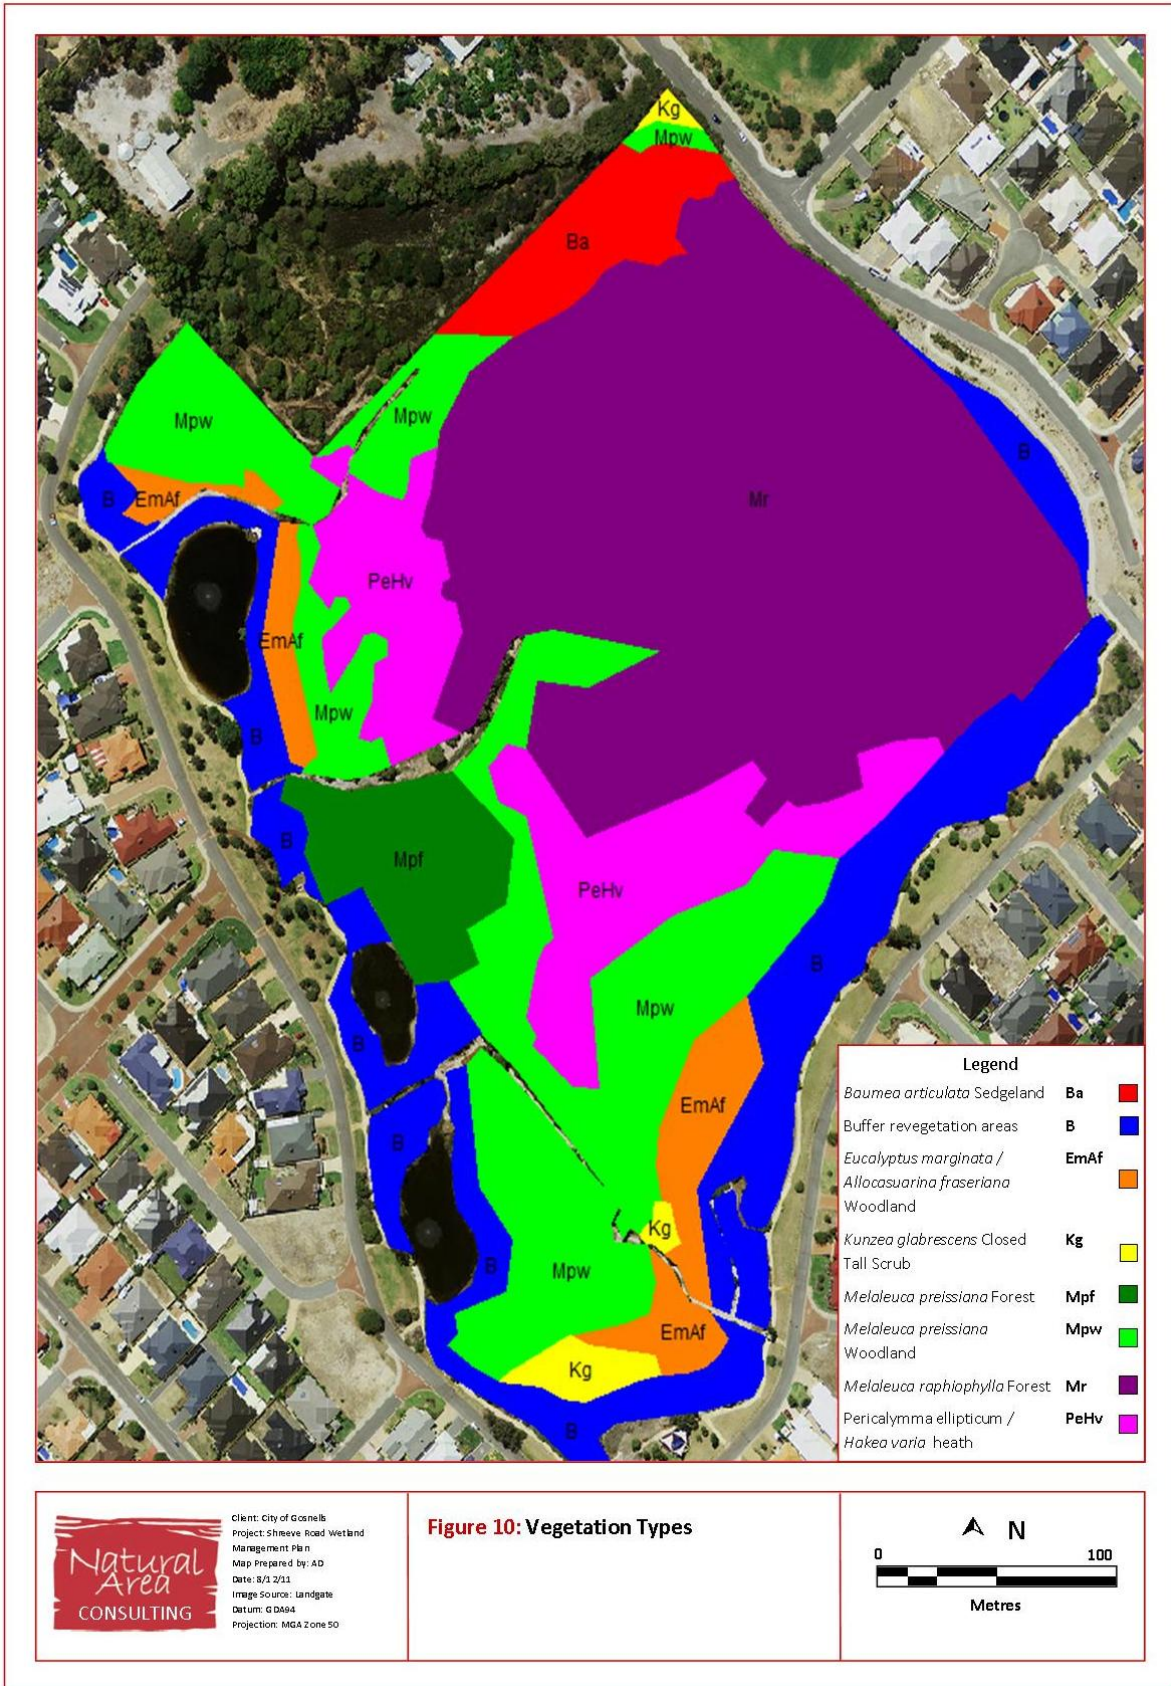 Kg
Mpw
Ba
Mpw
Mpw
B
B
EmAf
Mr
PeHv
EmAf
Mpw
B
B
Mpf
PeHv
B
Mpw
B
EmAf
B
Kg
B
Mpw
EmAf
Kg
B
Legend
Baumea articulata Sedgeland Ba
Buffer revegetation areas B
Eucalyptus marginata / EmAf
Allocasuarina fraseriana
Woodland
Kunzea glabrescens Closed Kg
Tall Scrub
Melaleuca preissiana Forest Mpf
Melaleuca preissiana Mpw
Woodland
Melaleuca raphiophylla Forest Mr
Pericalymma ellipticum / PeHv
Hakea varia heath
Natural
Area
CONSULTING
Client: City of Gosnells
Project: Shreeve Road Wetland
Management Plan
Map Prepared by: AD
Date: 8/12/11
Image Source: Landgate
Datum: GDA94
Projection: MGA Zone 50
Figure 10: Vegetation Types
N
0 100
Metres